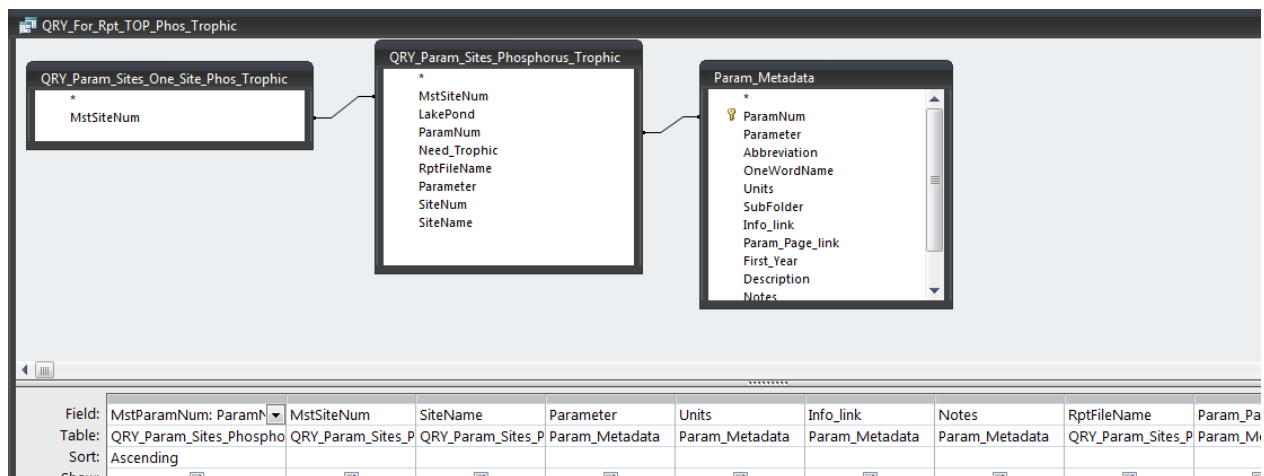 QRY_For_Rpt_TOP_Phos_Trophic
QRY_Param_Sites_One_Site_Phos_Trophic
*
MstSiteNum
QRY_Param_Sites_Phosphorus_Trophic
*
MstSiteNum
LakePond
ParamNum
Need_Trophic
RptFileName
Parameter
SiteNum
SiteName
Param_Metadata
*
ParamNum
Parameter
Abbreviation
OneWordName
Units
SubFolder
Info_link
Param_Page_link
First_Year
Description
Notes
Field: MstParamNum: ParamN MstSiteNum SiteName Parameter Units Info_link Notes RptFileName Param_Pa
Table: QRY_Param_Sites_Phospho QRY_Param_Sites_P QRY_Param_Sites_P Param_Metadata Param_Metadata Param_Metadata Param_Metadata QRY_Param_Sites_P Param_Me
Sort: Ascending